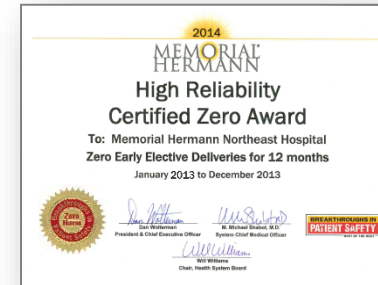 2014
MEMORIAL
HERMANN
High Reliability
Certified Zero Award
To: Memorial Hermann Northeast Hospital
Zero Early Elective Deliveries for 12 months
January 2013 to December 2013
Zero
Harm
Dan Wolterman
President & Chief Executive Officer
M. Michael Shabot, M.D.
System Chief Medical Officer
Will Williams
Chair, Health System Board
BREAKTHROUGHS IN
PATIENT SAFETY